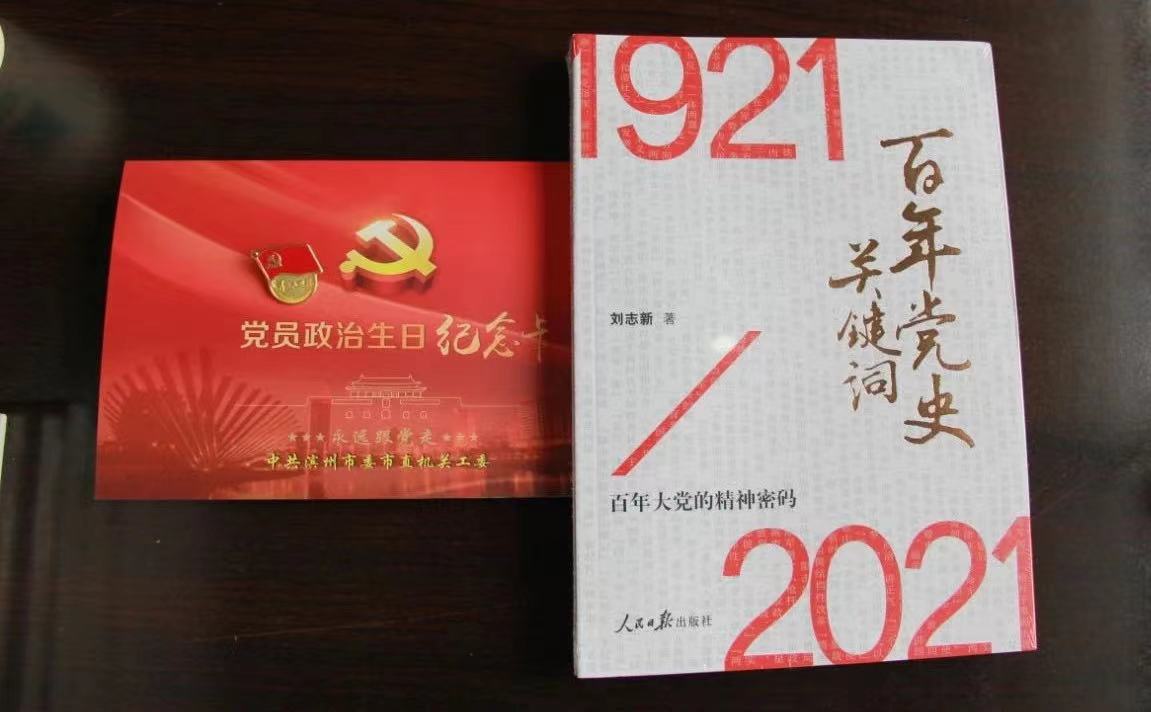 党员政治生日纪念卡
★★★永远跟党走★★★
中共滨州市委市直机关工委
1921
百年党史
关键词
刘志新 著
百年大党的精神密码
2021
人民日报出版社